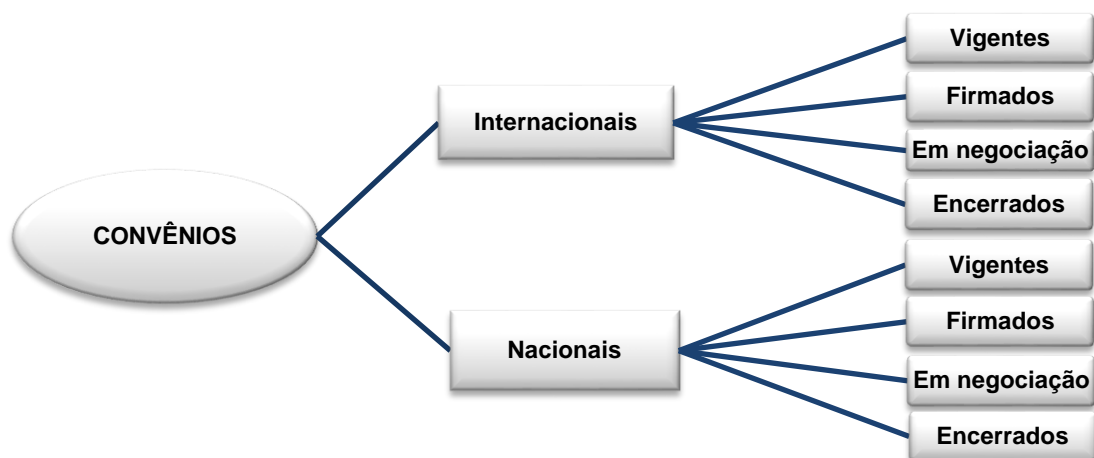 CONVÊNIOS
Internacionais
Vigentes
Firmados
Em negociação
Encerrados
Nacionais
Vigentes
Firmados
Em negociação
Encerrados